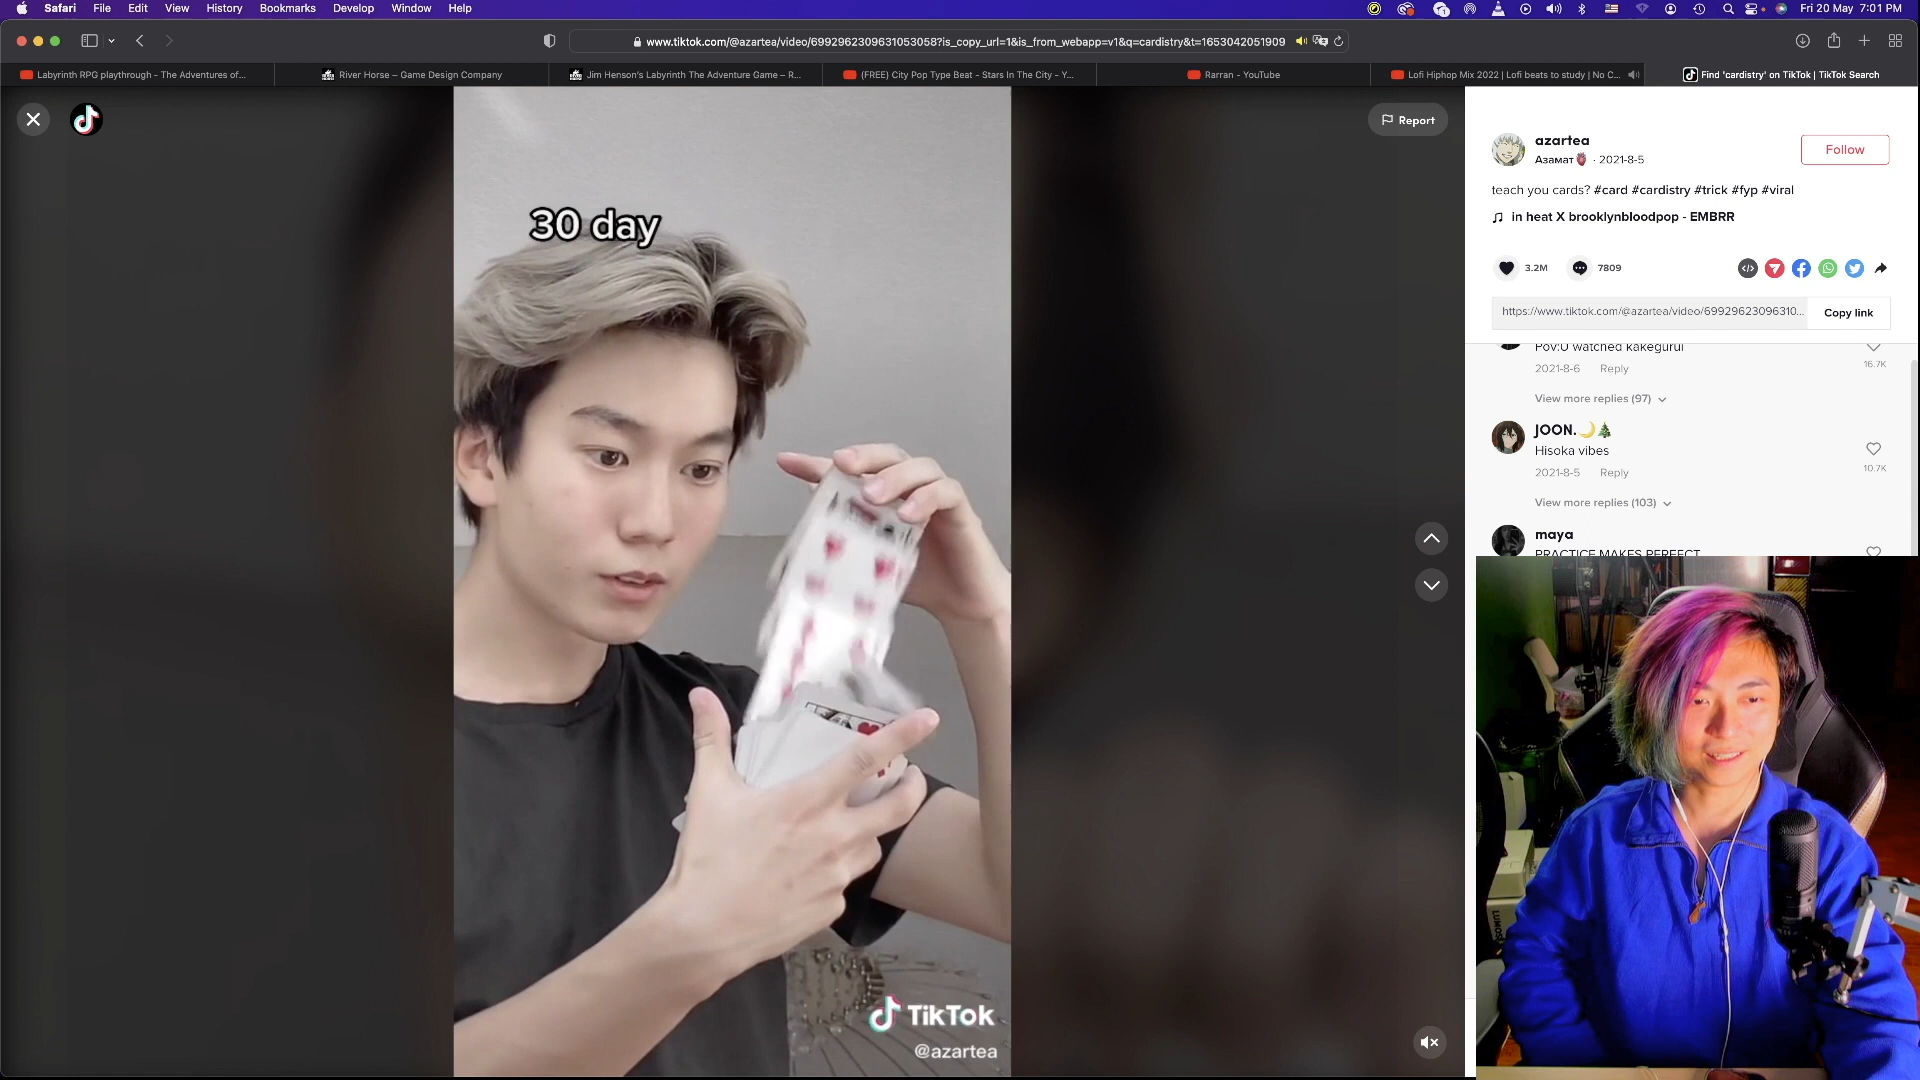 Safari File Edit View History Bookmarks Develop Window Help
Fri 20 May 7:01 PM
www.tiktok.com/@azartea/video/6992962309631053058?is_copy_url=1&is_from_webapp=v1&q=cardistry&t=1653042051909
Labyrinth RPG playthrough - The Adventures of...
River Horse — Game Design Company
Jim Henson's Labyrinth The Adventure Game – R...
(FREE) City Pop Type Beat - Stars In The City - Y...
Rarran - YouTube
Lofi Hiphop Mix 2022 | Lofi beats to study | No C...
Find 'cardistry' on TikTok | TikTok Search
Report
30 day
TikTok
@azartea
azartea
Азамат🫀 · 2021-8-5
Follow
teach you cards? #card #cardistry #trick #fyp #viral
in heat X brooklynbloodpop - EMBRR
3.2M
7809
https://www.tiktok.com/@azartea/video/69929623096310...
Copy link
Pov:U watched kakegurui
16.7K
2021-8-6 Reply
View more replies (97)
JOON.🌙🎄
Hisoka vibes
10.7K
2021-8-5 Reply
View more replies (103)
maya
PRACTICE MAKES PERFECT